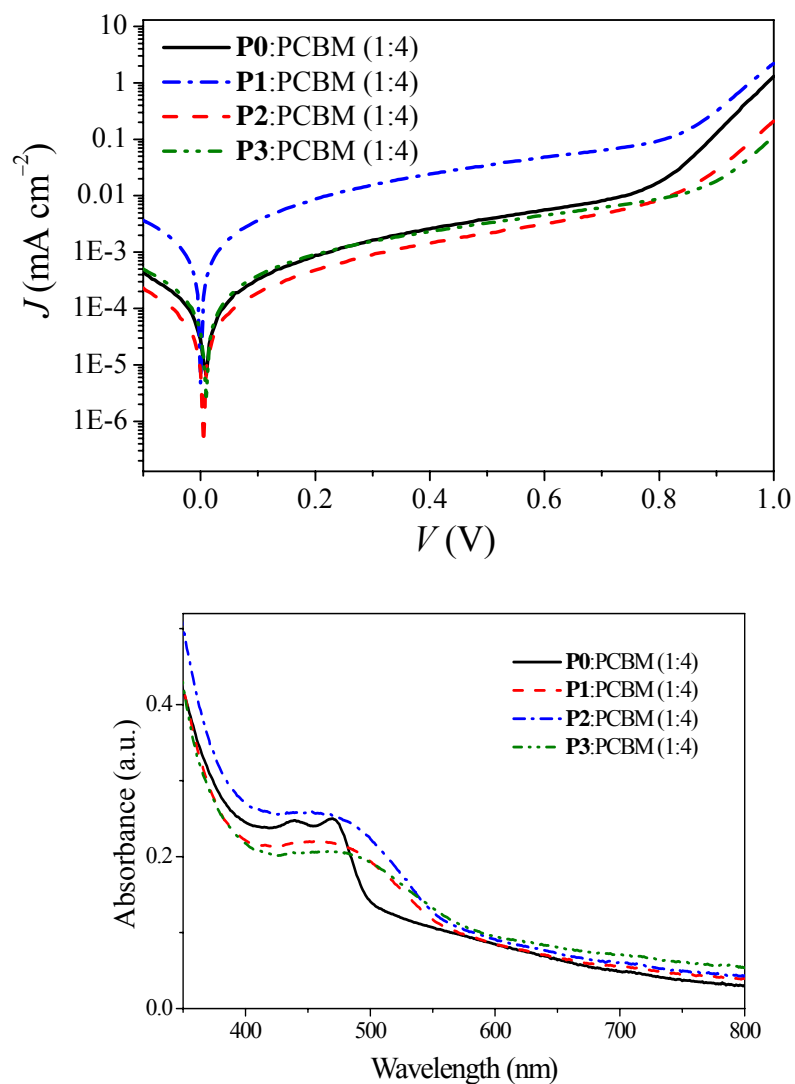 10
1
0.1
0.01
1E-3
1E-4
1E-5
1E-6
J (mA cm⁻²)
P0:PCBM (1:4)
P1:PCBM (1:4)
P2:PCBM (1:4)
P3:PCBM (1:4)
0.0 0.2 0.4 0.6 0.8 1.0
V (V)
0.4
0.2
0.0
Absorbance (a.u.)
P0:PCBM (1:4)
P1:PCBM (1:4)
P2:PCBM (1:4)
P3:PCBM (1:4)
400 500 600 700 800
Wavelength (nm)